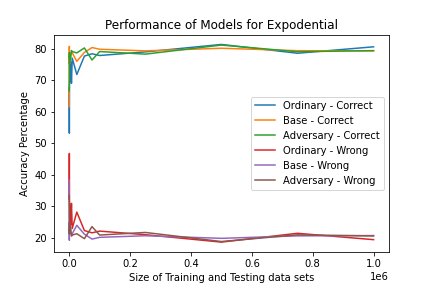 Performance of Models for Expodential
Accuracy Percentage
80
70
60
50
40
30
20
Ordinary - Correct
Base - Correct
Adversary - Correct
Ordinary - Wrong
Base - Wrong
Adversary - Wrong
0.0 0.2 0.4 0.6 0.8 1.0
1e6
Size of Training and Testing data sets